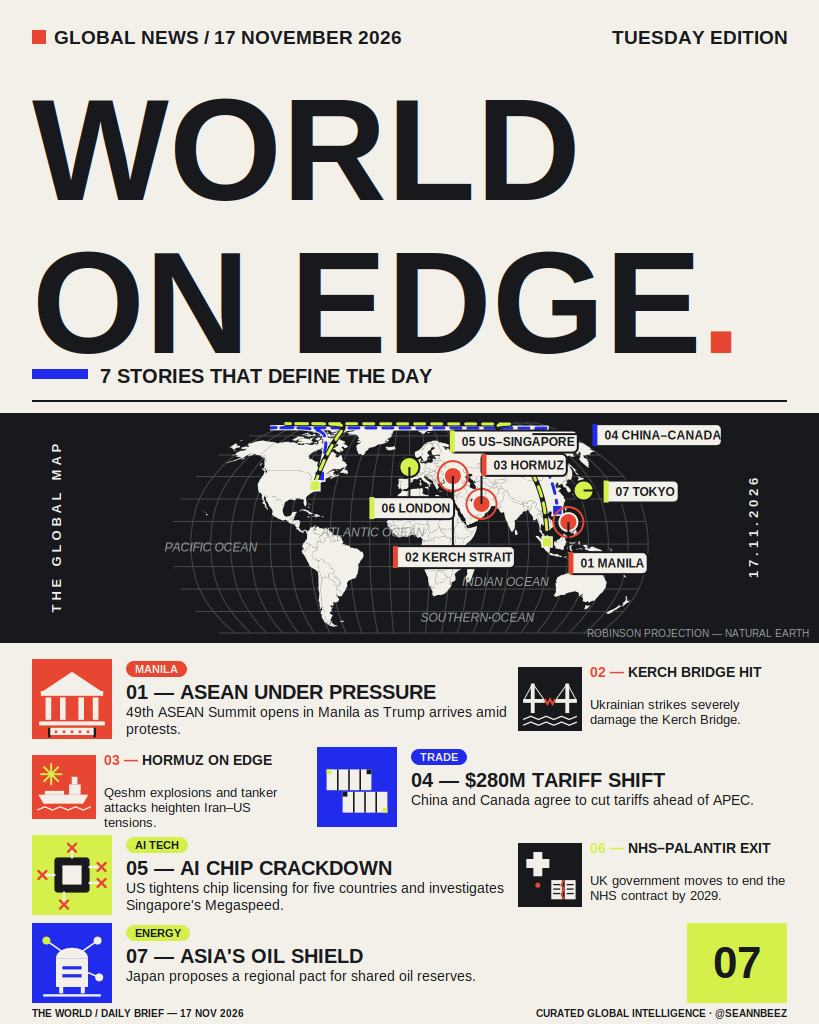 GLOBAL NEWS / 17 NOVEMBER 2026
TUESDAY EDITION
WORLD
ON EDGE.
7 STORIES THAT DEFINE THE DAY
THE GLOBAL MAP
05 US–SINGAPORE
04 CHINA–CANADA
03 HORMUZ
07 TOKYO
06 LONDON
ATLANTIC OCEAN
PACIFIC OCEAN
02 KERCH STRAIT
01 MANILA
INDIAN OCEAN
SOUTHERN OCEAN
17.11.2026
ROBINSON PROJECTION — NATURAL EARTH
MANILA
01 — ASEAN UNDER PRESSURE
49th ASEAN Summit opens in Manila as Trump arrives amid
protests.
02 — KERCH BRIDGE HIT
Ukrainian strikes severely
damage the Kerch Bridge.
03 — HORMUZ ON EDGE
Qeshm explosions and tanker
attacks heighten Iran–US
tensions.
TRADE
04 — $280M TARIFF SHIFT
China and Canada agree to cut tariffs ahead of APEC.
AI TECH
05 — AI CHIP CRACKDOWN
US tightens chip licensing for five countries and investigates
Singapore's Megaspeed.
06 — NHS–PALANTIR EXIT
UK government moves to end the
NHS contract by 2029.
ENERGY
07 — ASIA'S OIL SHIELD
Japan proposes a regional pact for shared oil reserves.
07
THE WORLD / DAILY BRIEF — 17 NOV 2026
CURATED GLOBAL INTELLIGENCE · @SEANNBEEZ